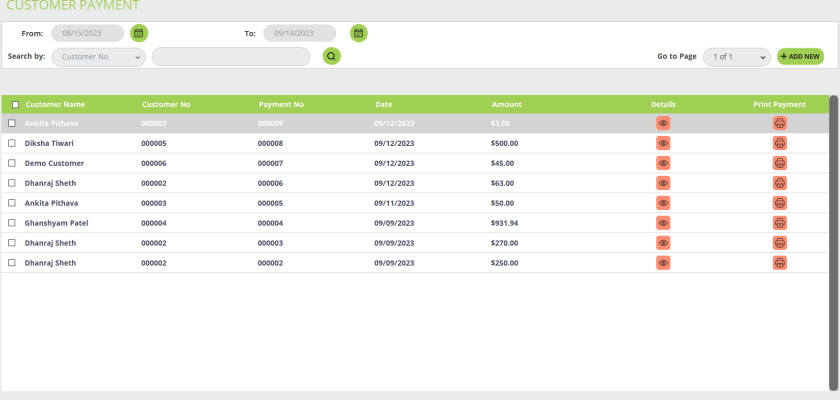 CUSTOMER PAYMENT
From: 08/15/2023 To: 09/14/2023
Search by: Customer No Go to Page 1 of 1 + ADD NEW
Customer Name Customer No Payment No Date Amount Details Print Payment
Ankita Pithava 000003 000009 09/12/2023 $3.50
Diksha Tiwari 000005 000008 09/12/2023 $500.00
Demo Customer 000006 000007 09/12/2023 $45.00
Dhanraj Sheth 000002 000006 09/12/2023 $63.00
Ankita Pithava 000003 000005 09/11/2023 $50.00
Ghanshyam Patel 000004 000004 09/09/2023 $931.94
Dhanraj Sheth 000002 000003 09/09/2023 $270.00
Dhanraj Sheth 000002 000002 09/09/2023 $250.00